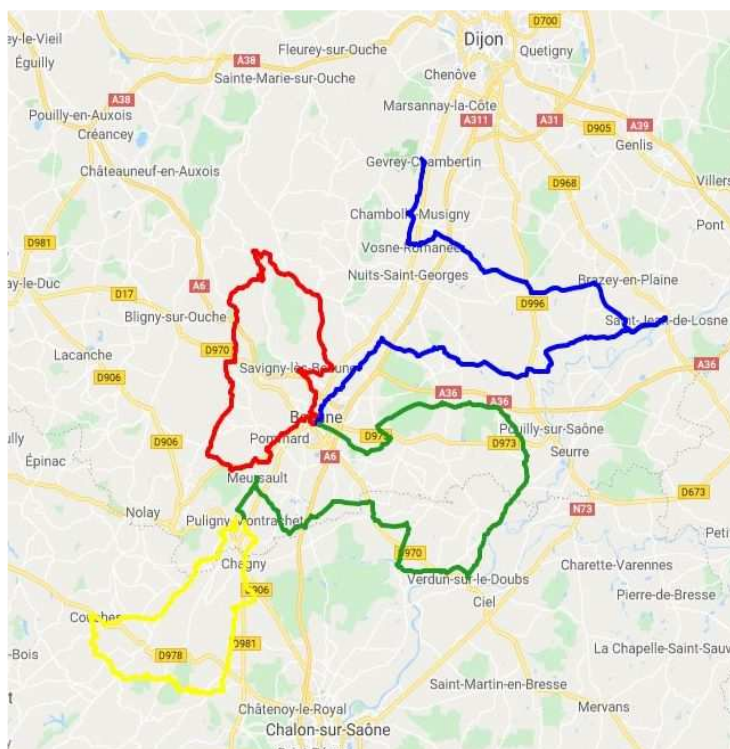 D700
ey-le-Vieil
Fleurey-sur-Ouche
Dijon
Quetigny
A38
Éguilly
Sainte-Marie-sur-Ouche
Chenôve
A38
Marsannay-la-Côte
Pouilly-en-Auxois
A311
A31
D905
A39
Créancey
Genlis
Châteauneuf-en-Auxois
Gevrey-Chambertin
D968
Villers
Chambolle-Musigny
Pont
D981
Vosne-Romanée
Nuits-Saint-Georges
Brazey-en-Plaine
ay-le-Duc
A6
D17
D996
Bligny-sur-Ouche
Saint-Jean-de-Losne
D970
Lacanche
Savigny-lès-Beaune
A36
D906
A36
A36
Beaune
Pouilly-sur-Saône
D906
Pommard
D973
D973
ully
Épinac
A6
Seurre
Meursault
D673
Nolay
Puligny-Montrachet
N73
Petit
D970
Chagny
Charette-Varennes
Verdun-sur-le-Doubs
D906
Pierre-de-Bresse
Ciel
Couches
D981
s-Bois
D978
La Chapelle-Saint-Sauv
t
Saint-Martin-en-Bresse
Châtenoy-le-Royal
Mervans
Chalon-sur-Saône